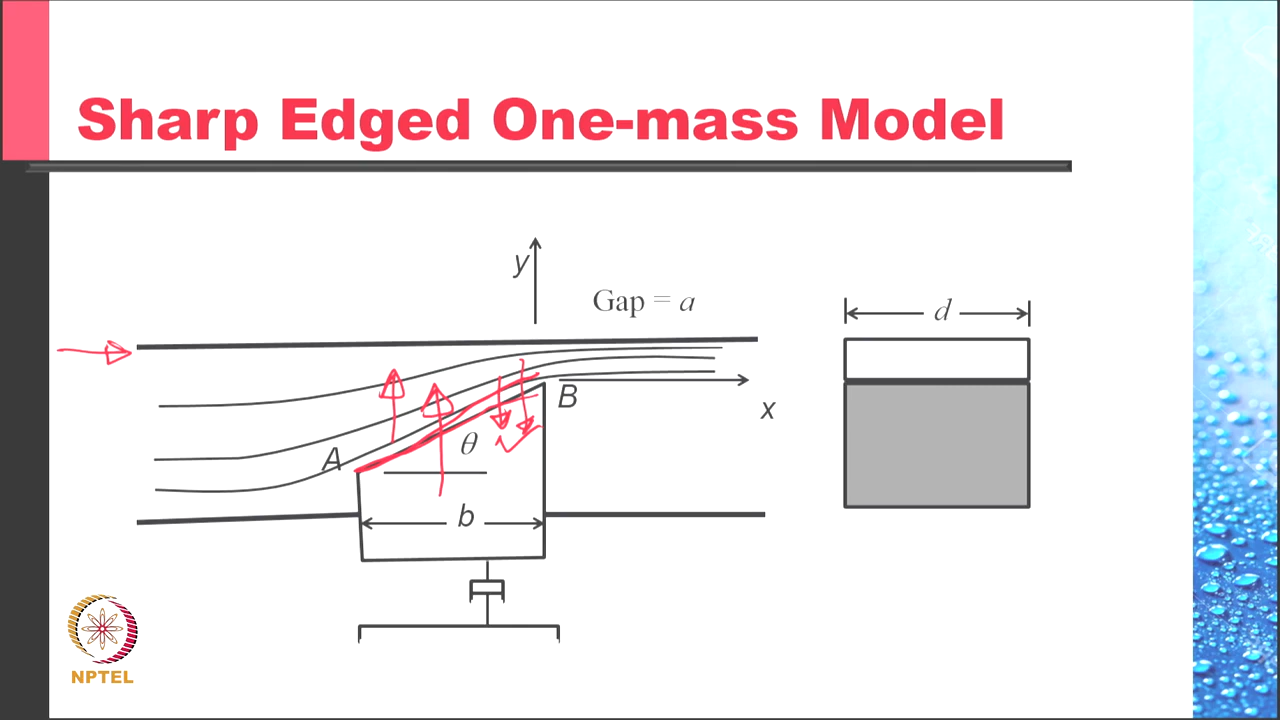 Sharp Edged One-mass Model
y
Gap = a
d
B
x
A
θ
b
NPTEL